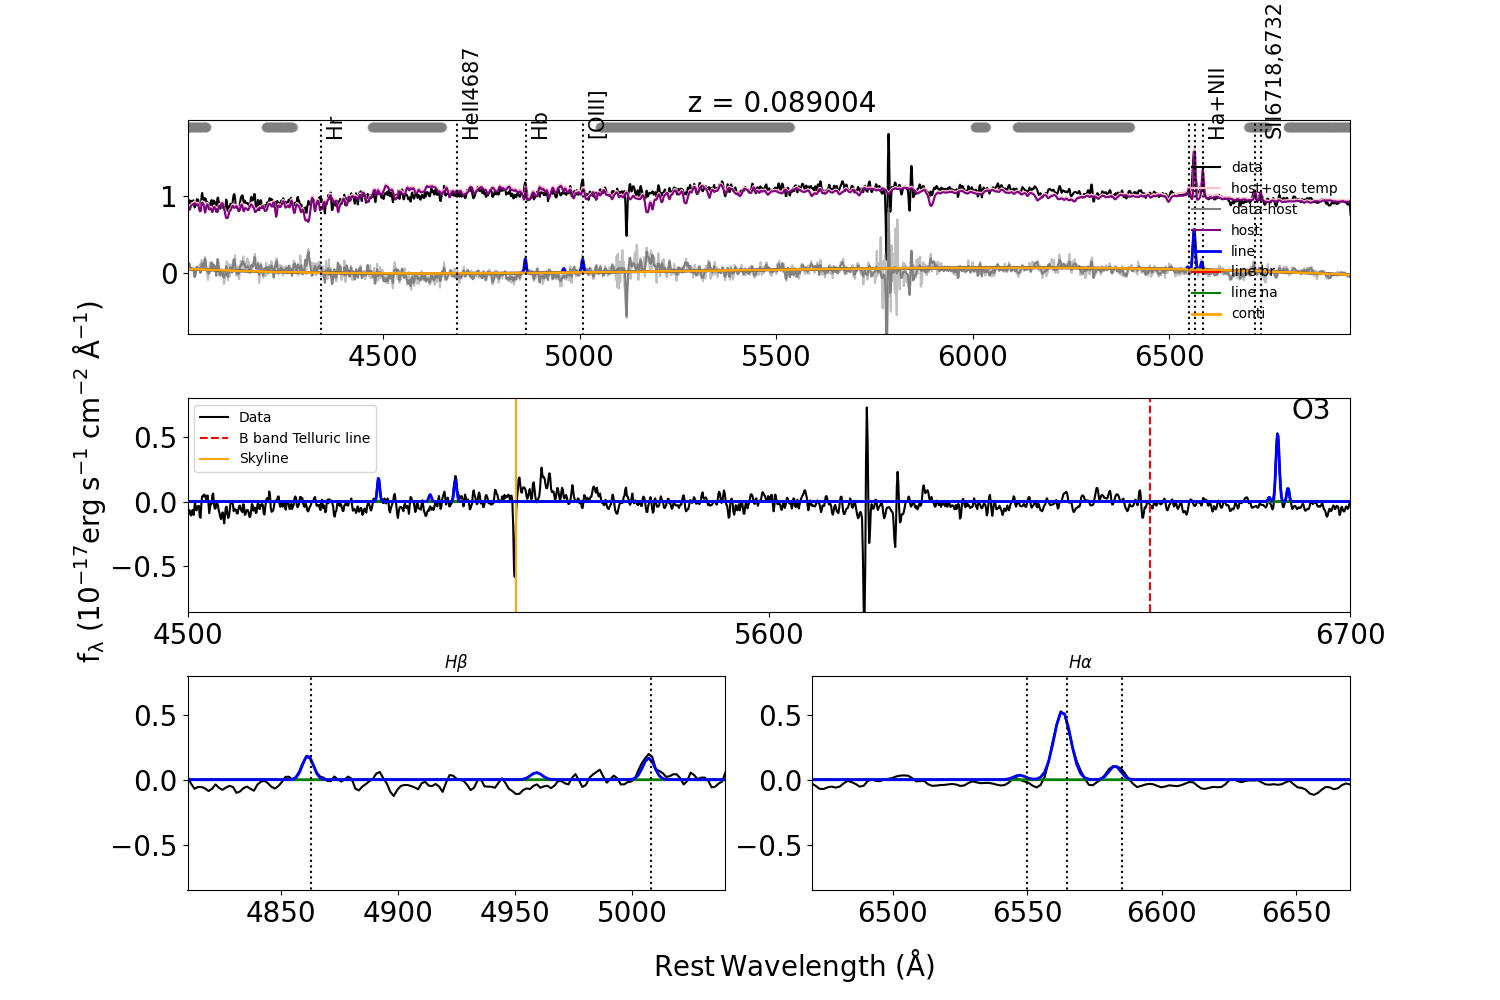 z = 0.089004
Hr
HeII4687
Hb
[OIII]
Ha+NII
SII6718,6732
data
host+qso temp
data-host
host
line
line br
line na
conti
1
0
4500
5000
5500
6000
6500
f_λ (10^−17 erg s^−1 cm^−2 Å^−1)
O3
Data
B band Telluric line
Skyline
0.5
0.0
−0.5
4500
5600
6700
Hβ
0.5
0.0
−0.5
4850
4900
4950
5000
Hα
0.5
0.0
−0.5
6500
6550
6600
6650
Rest Wavelength (Å)